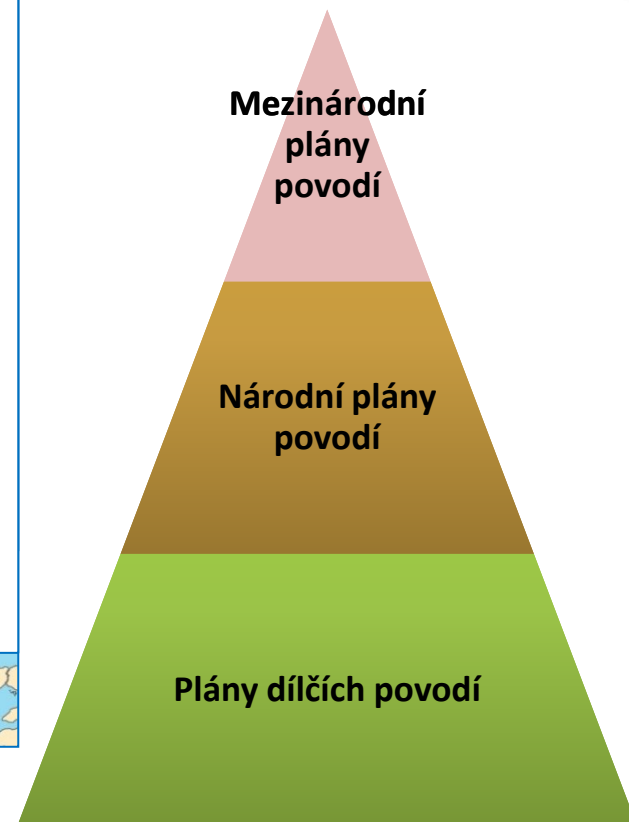 Mezinárodní
plány
povodí
Národní plány
povodí
Plány dílčích povodí